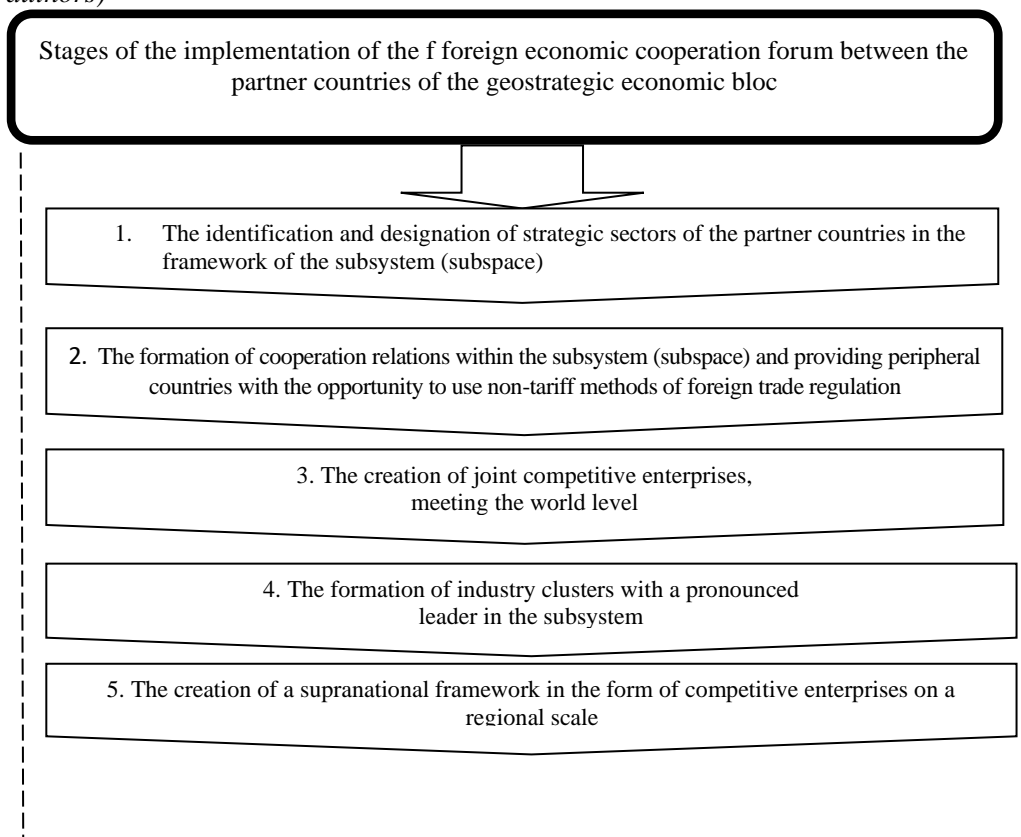 authors)
Stages of the implementation of the f foreign economic cooperation forum between the
partner countries of the geostrategic economic bloc
1. The identification and designation of strategic sectors of the partner countries in the
framework of the subsystem (subspace)
2. The formation of cooperation relations within the subsystem (subspace) and providing peripheral
countries with the opportunity to use non-tariff methods of foreign trade regulation
3. The creation of joint competitive enterprises,
meeting the world level
4. The formation of industry clusters with a pronounced
leader in the subsystem
5. The creation of a supranational framework in the form of competitive enterprises on a
regional scale